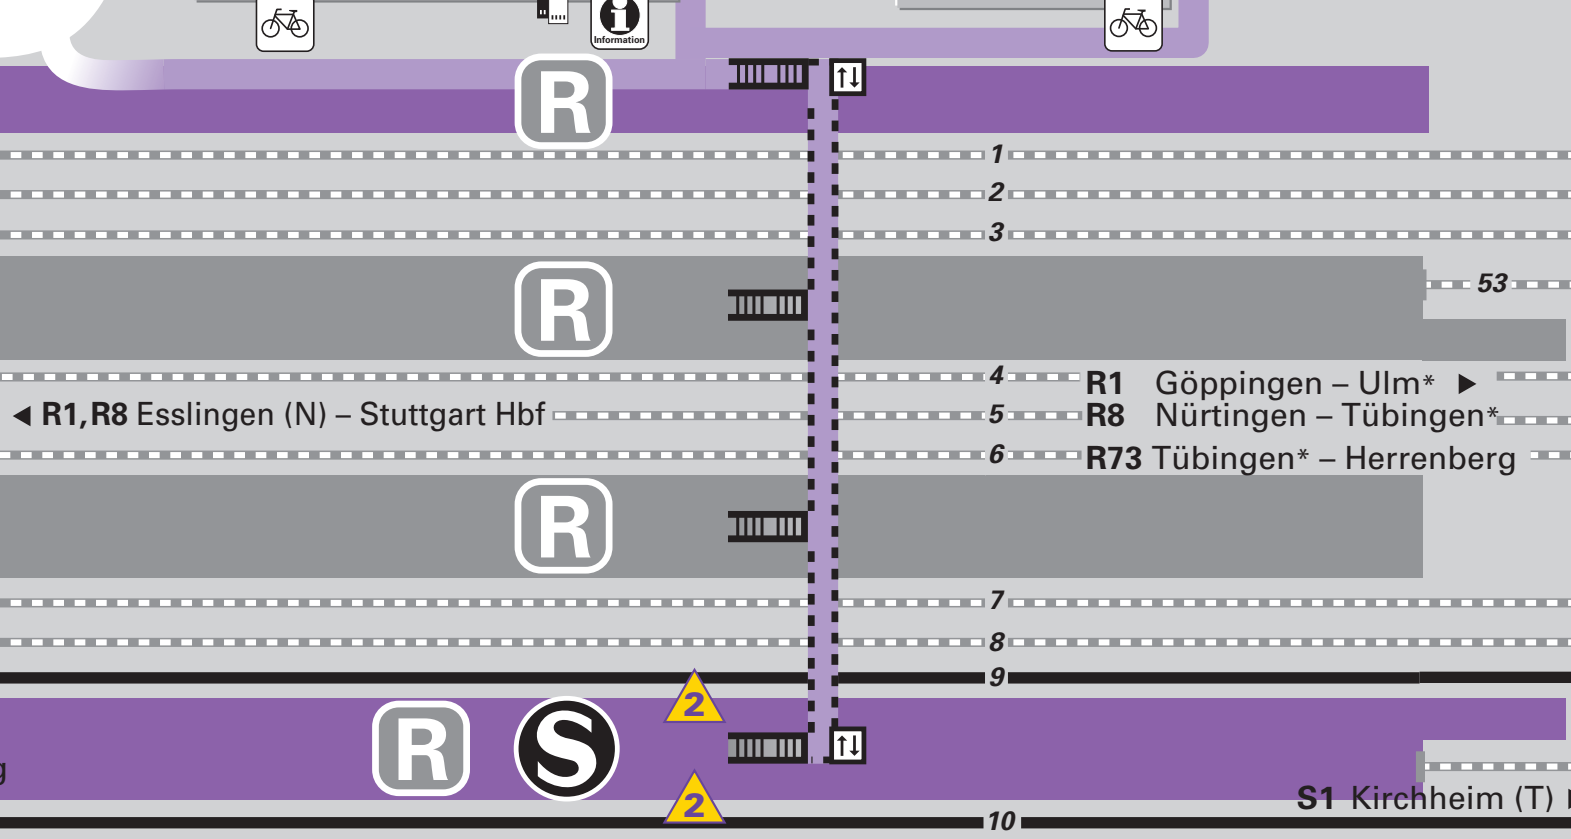 Information
R
1
2
3
R
53
4
R1 Göppingen – Ulm*
◄ R1, R8 Esslingen (N) – Stuttgart Hbf
5
R8 Nürtingen – Tübingen*
6
R73 Tübingen* – Herrenberg
R
7
8
9
2
R S
g
2
S1 Kirchheim (T)
10